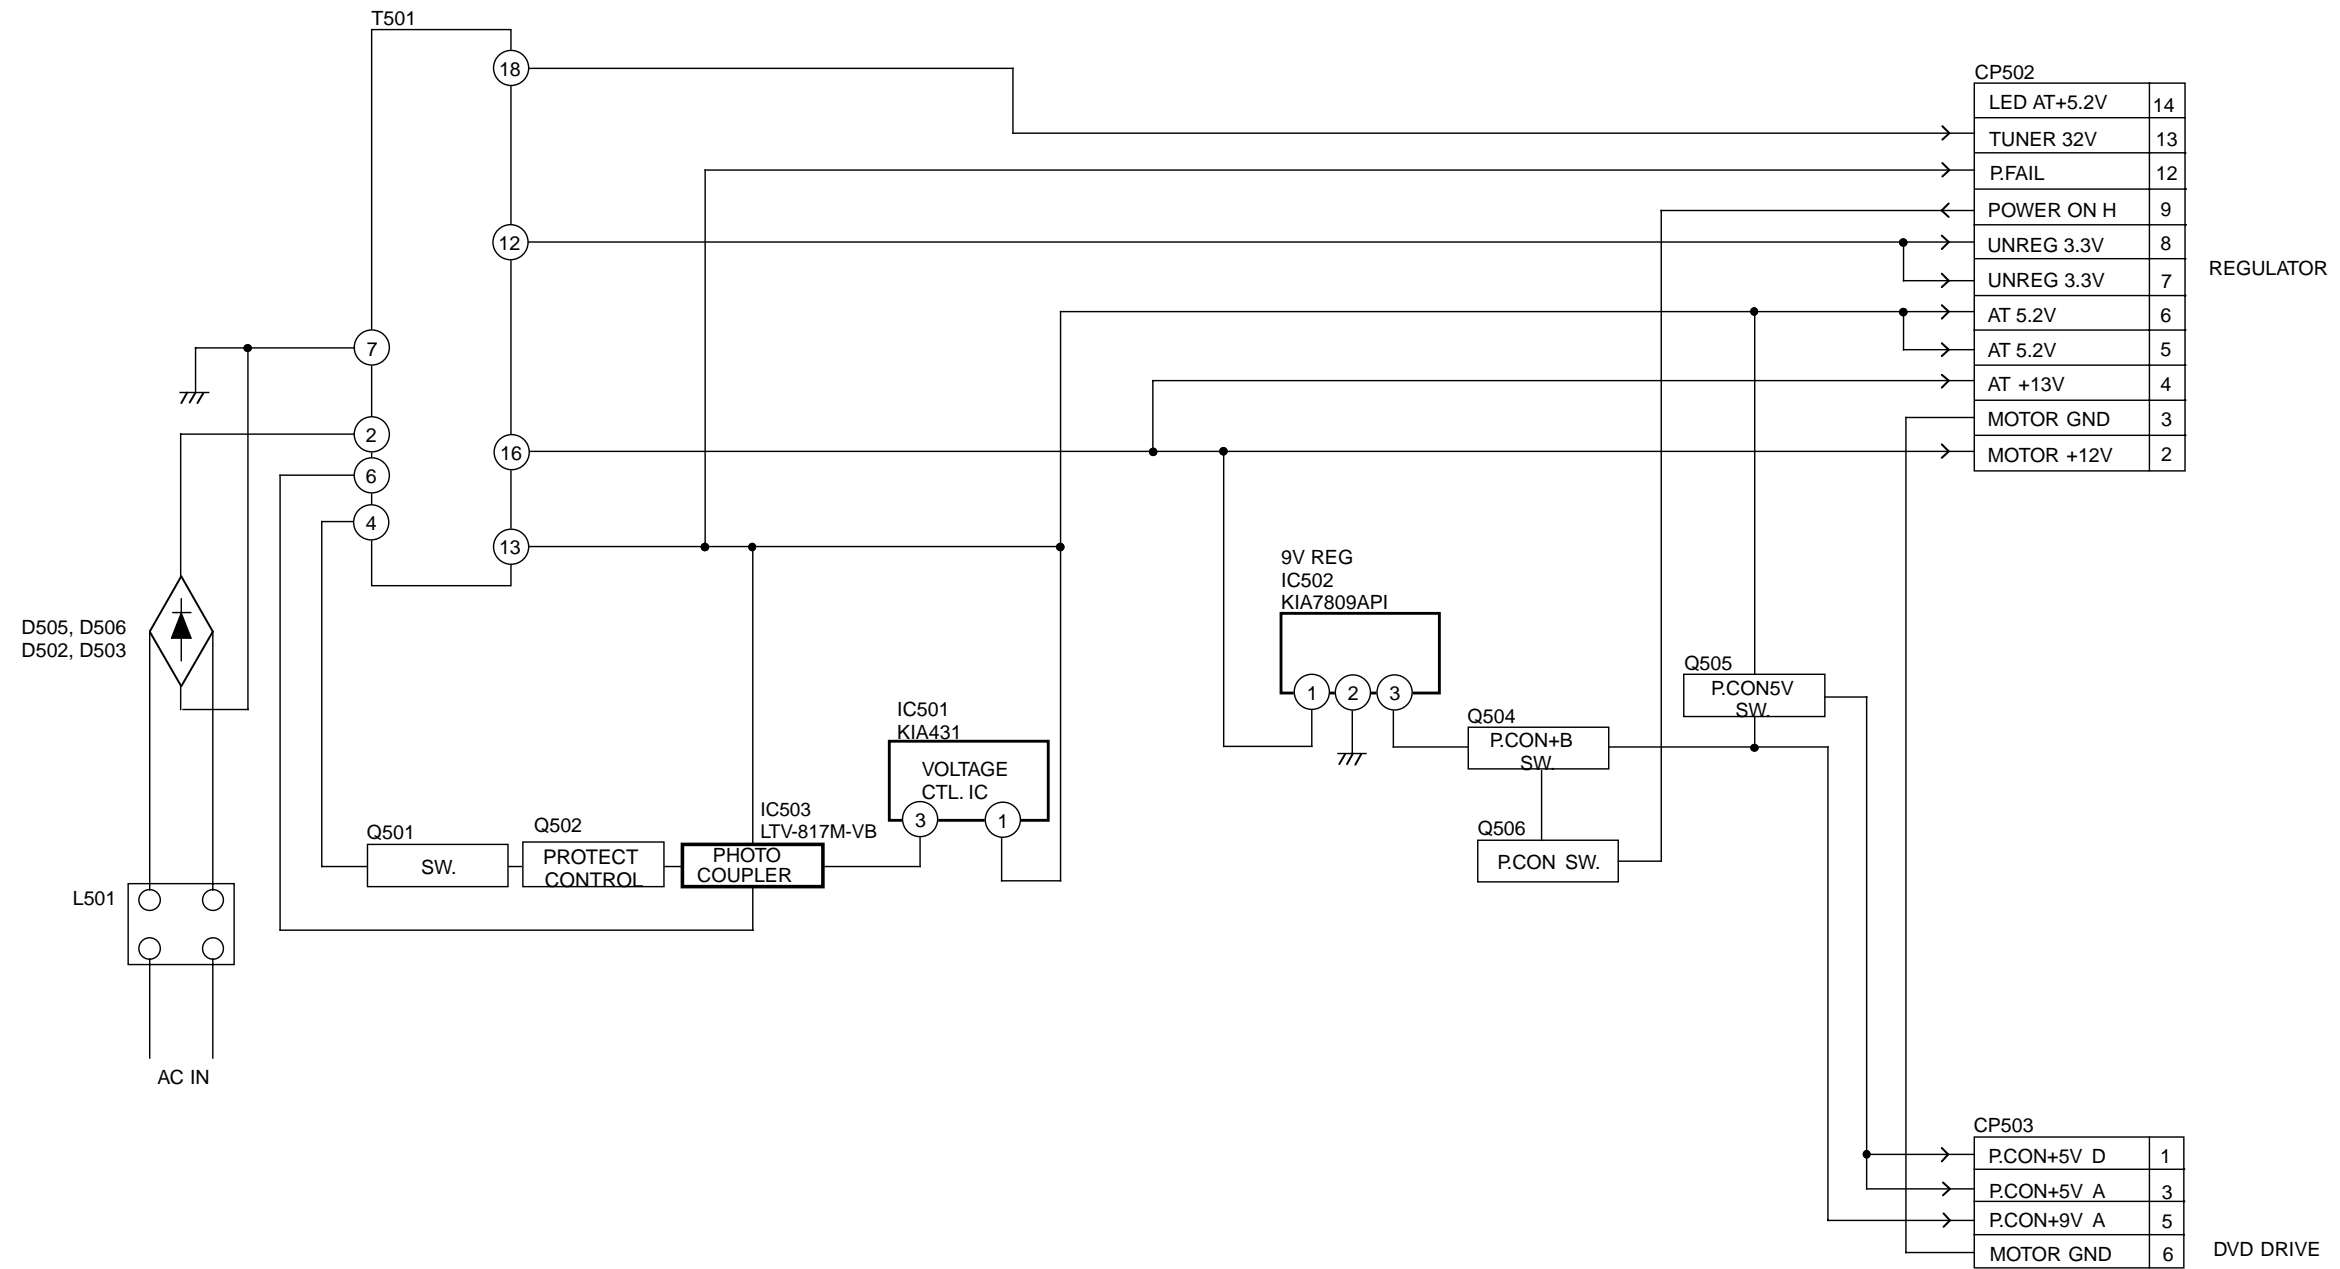 T501
18
12
7
2
6
4
16
13
D505, D506
D502, D503
L501
AC IN
Q501
SW.
Q502
PROTECT
CONTROL
IC503
LTV-817M-VB
PHOTO
COUPLER
IC501
KIA431
VOLTAGE
CTL. IC
3
1
9V REG
IC502
KIA7809API
1
2
3
Q504
P.CON+B
SW.
Q506
P.CON SW.
Q505
P.CON5V
SW.
CP502
LED AT+5.2V 14
TUNER 32V 13
P.FAIL 12
POWER ON H 9
UNREG 3.3V 8
UNREG 3.3V 7
AT 5.2V 6
AT 5.2V 5
AT +13V 4
MOTOR GND 3
MOTOR +12V 2
REGULATOR
CP503
P.CON+5V D 1
P.CON+5V A 3
P.CON+9V A 5
MOTOR GND 6
DVD DRIVE